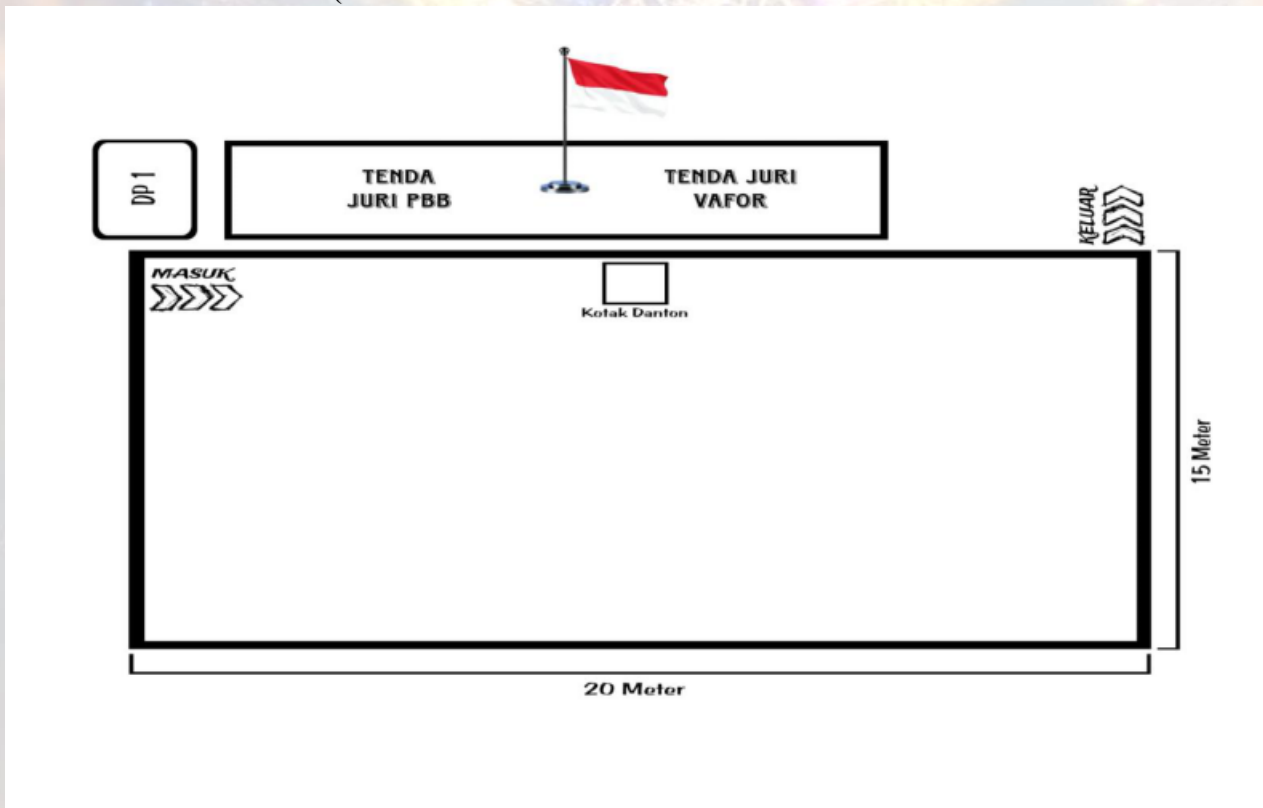 DP 1
TENDA
JURI PBB
TENDA JURI
VAFOR
KELUAR
MASUK
Kotak Danton
15 Meter
20 Meter